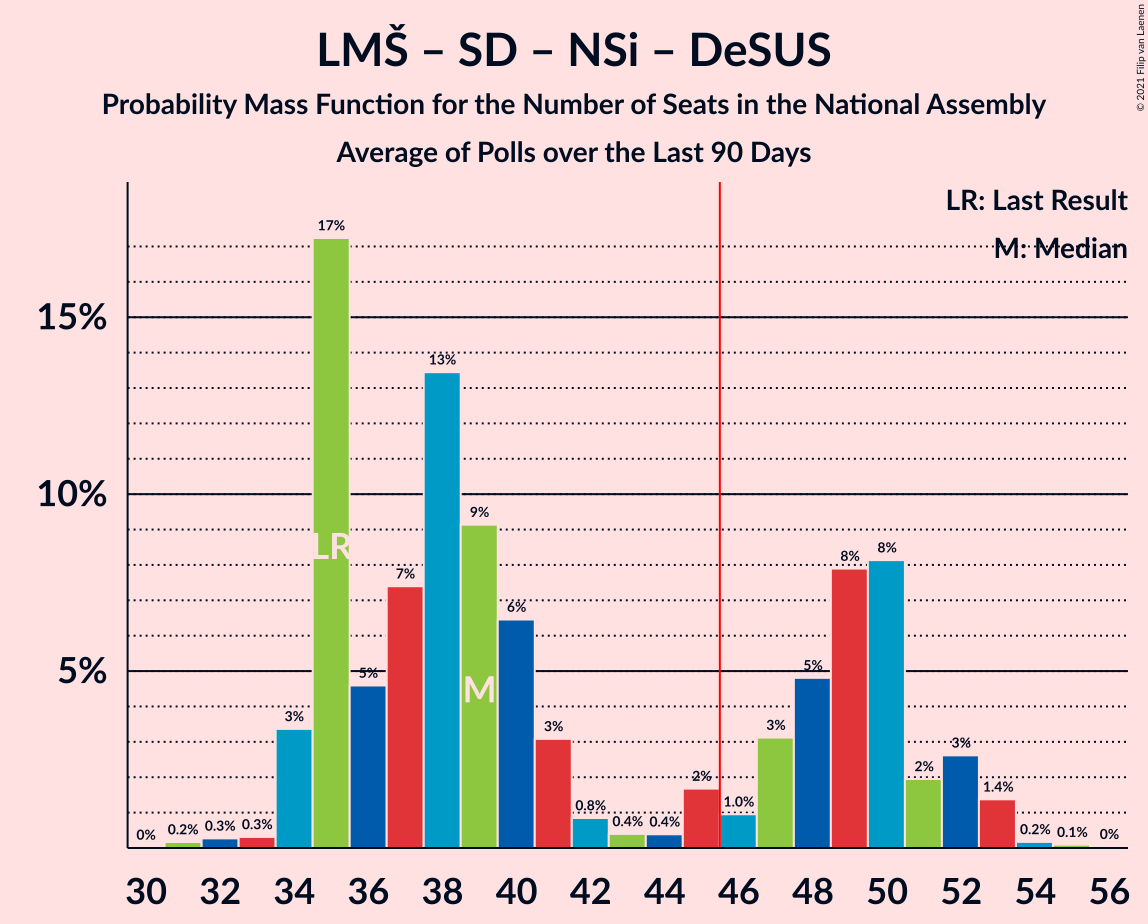 LMŠ – SD – NSi – DeSUS
Probability Mass Function for the Number of Seats in the National Assembly
Average of Polls over the Last 90 Days
© 2021 Filip van Laenen
LR: Last Result
M: Median
15%
10%
5%
0% 0.2% 0.3% 0.3% 3% 17% 5% 7% 13% 9% 6% 3% 0.8% 0.4% 0.4% 2% 1.0% 3% 5% 8% 8% 2% 3% 1.4% 0.2% 0.1% 0%
LR
M
30 32 34 36 38 40 42 44 46 48 50 52 54 56